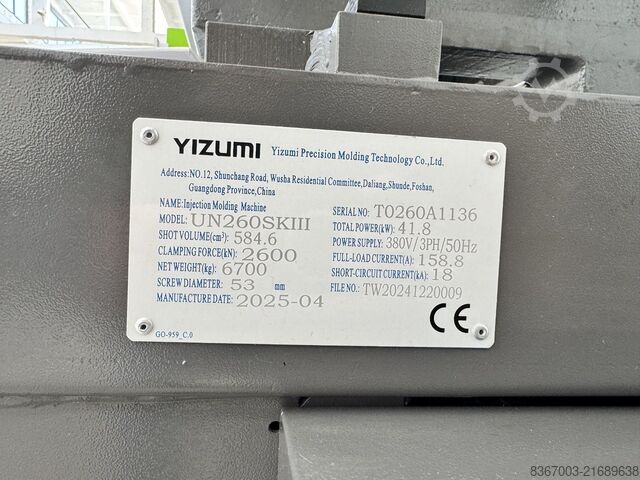 YIZUMI Yizumi Precision Molding Technology Co.,Ltd.
Address:NO.12, Shunchang Road, Wusha Residential Committee,Daliang,Shunde,Foshan,
Guangdong Province,China
NAME:Injection Molding Machine
MODEL: UN260SKIII
SHOT VOLUME(cm³): 584.6
CLAMPING FORCE(kN): 2600
NET WEIGHT(kg): 6700
SCREW DIAMETER: 53 mm
MANUFACTURE DATE: 2025-04
SERIAL NO: T0260A1136
TOTAL POWER(kW): 41.8
POWER SUPPLY: 380V/3PH/50Hz
FULL-LOAD CURRENT(A): 158.8
SHORT-CIRCUIT CURRENT(kA): 18
FILE NO.: TW20241220009
CE
GO-959_C.0
8367003-21689638